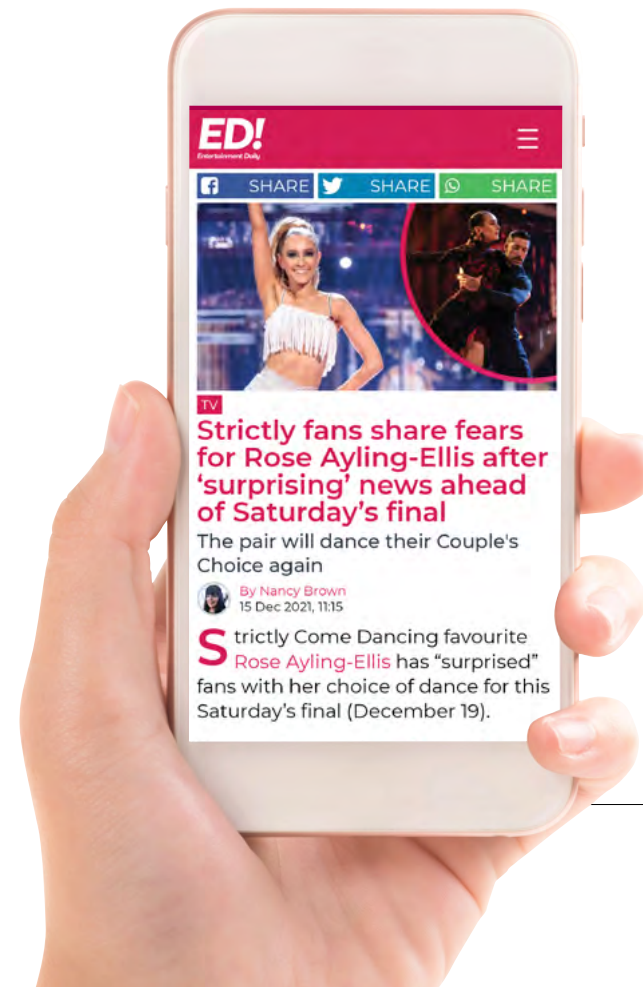 ED!
Entertainment Daily
SHARE SHARE SHARE
TV
Strictly fans share fears
for Rose Ayling-Ellis after
‘surprising’ news ahead
of Saturday’s final
The pair will dance their Couple's
Choice again
By Nancy Brown
15 Dec 2021, 11:15
Strictly Come Dancing favourite
Rose Ayling-Ellis has “surprised”
fans with her choice of dance for this
Saturday’s final (December 19).